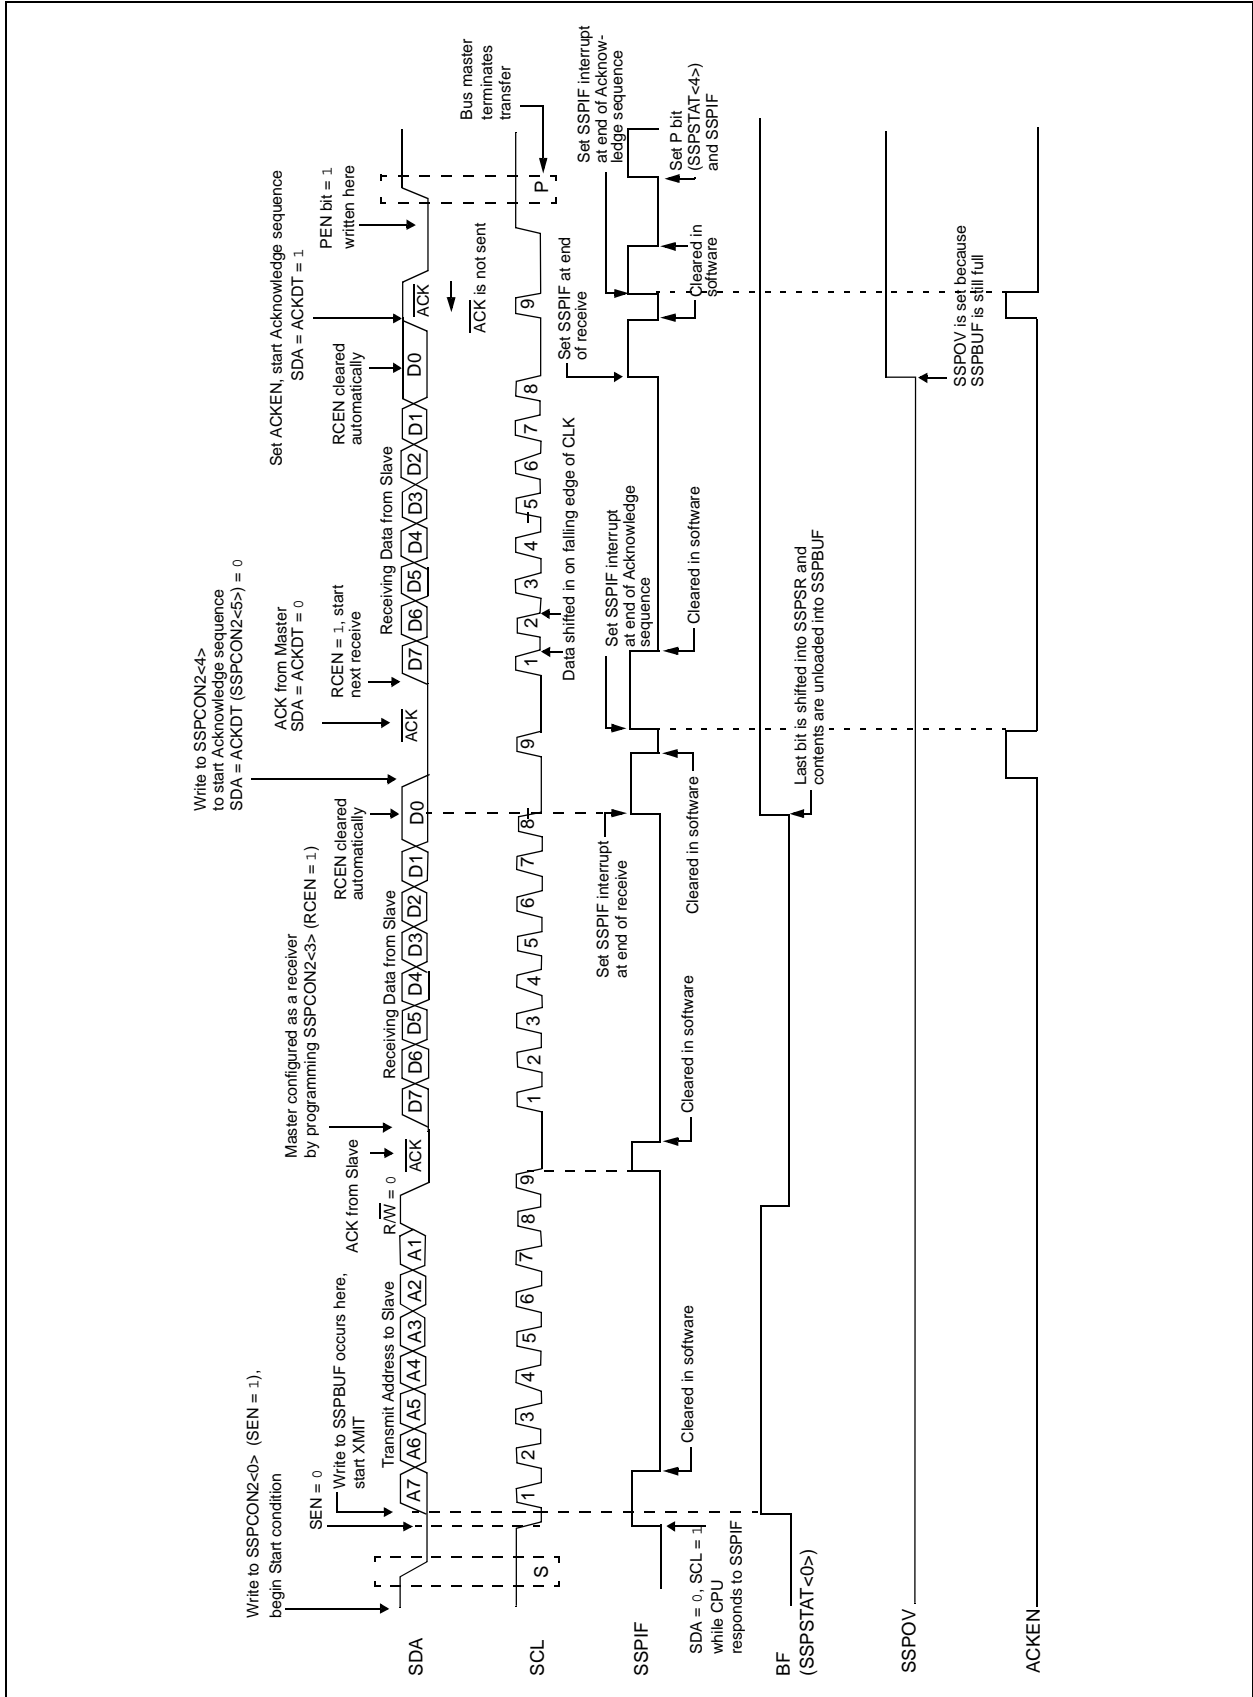 Write to SSPCON2<0> (SEN = 1),
begin Start condition
SEN = 0
Write to SSPBUF occurs here,
start XMIT
Transmit Address to Slave
ACK from Slave
Master configured as a receiver
by programming SSPCON2<3> (RCEN = 1)
Receiving Data from Slave
RCEN cleared
automatically
Write to SSPCON2<4>
to start Acknowledge sequence
SDA = ACKDT (SSPCON2<5>) = 0
ACK from Master
SDA = ACKDT = 0
RCEN = 1, start
next receive
Receiving Data from Slave
RCEN cleared
automatically
Set ACKEN, start Acknowledge sequence
SDA = ACKDT = 1
PEN bit = 1
written here
SDA
A7 A6 A5 A4 A3 A2 A1 R/W = 0 ACK D7 D6 D5 D4 D3 D2 D1 D0 ACK D7 D6 D5 D4 D3 D2 D1 D0 ACK
ACK is not sent
Bus master
terminates
transfer
SCL
S 1 2 3 4 5 6 7 8 9 1 2 3 4 5 6 7 8 9 1 2 3 4 5 6 7 8 9 P
Data shifted in on falling edge of CLK
SSPIF
SDA = 0, SCL = 1
while CPU
responds to SSPIF
Cleared in software
Cleared in software
Set SSPIF interrupt
at end of receive
Cleared in software
Set SSPIF interrupt
at end of Acknowledge
sequence
Cleared in software
Set SSPIF at end
of receive
Cleared in
software
Set SSPIF interrupt
at end of Acknow-
ledge sequence
Set P bit
(SSPSTAT<4>)
and SSPIF
BF
(SSPSTAT<0>)
Last bit is shifted into SSPSR and
contents are unloaded into SSPBUF
SSPOV
SSPOV is set because
SSPBUF is still full
ACKEN